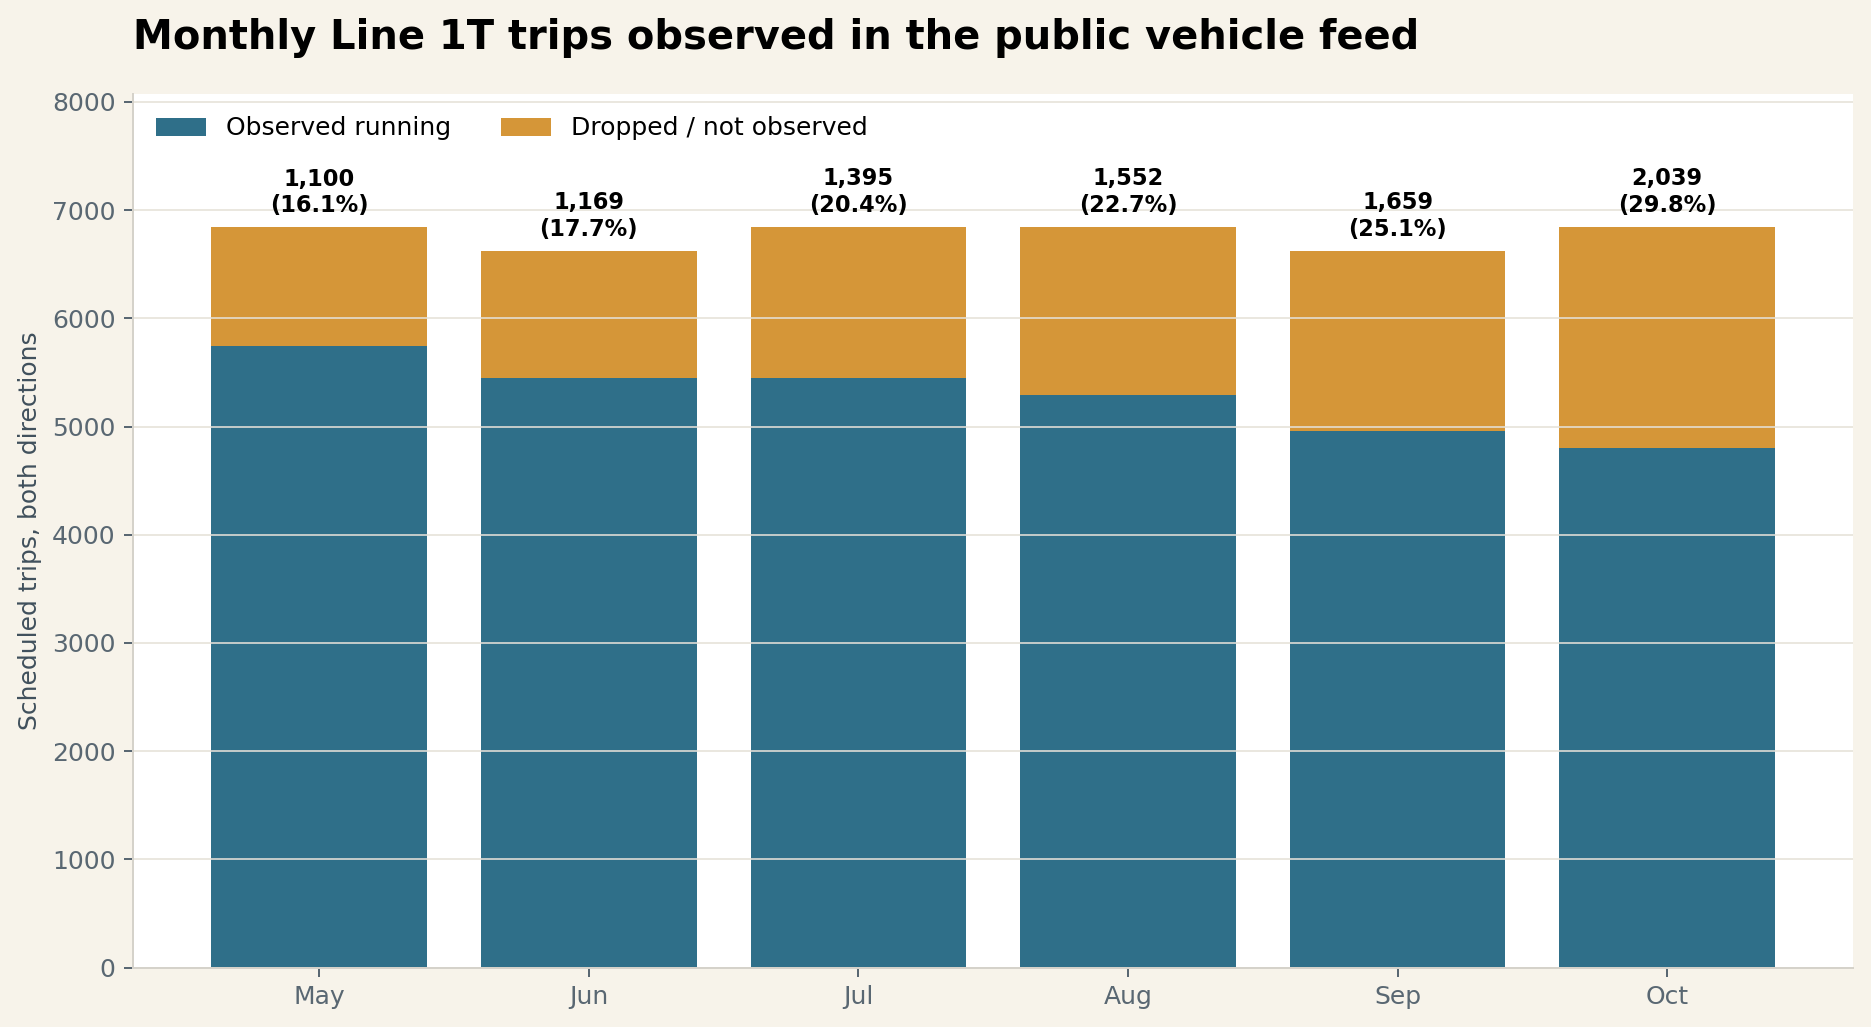 Monthly Line 1T trips observed in the public vehicle feed
Observed running
Dropped / not observed
Scheduled trips, both directions
8000
7000
6000
5000
4000
3000
2000
1000
0
1,100
(16.1%)
1,169
(17.7%)
1,395
(20.4%)
1,552
(22.7%)
1,659
(25.1%)
2,039
(29.8%)
May
Jun
Jul
Aug
Sep
Oct